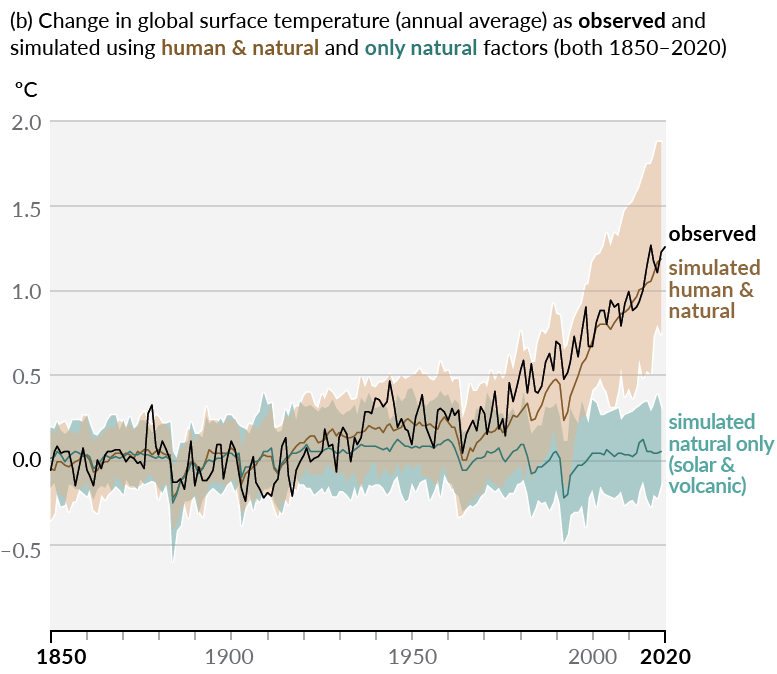 (b) Change in global surface temperature (annual average) as observed and
simulated using human & natural and only natural factors (both 1850–2020)
ºC
2.0
1.5
1.0
0.5
0.0
–0.5
observed
simulated
human &
natural
simulated
natural only
(solar &
volcanic)
1850
1900
1950
2000
2020